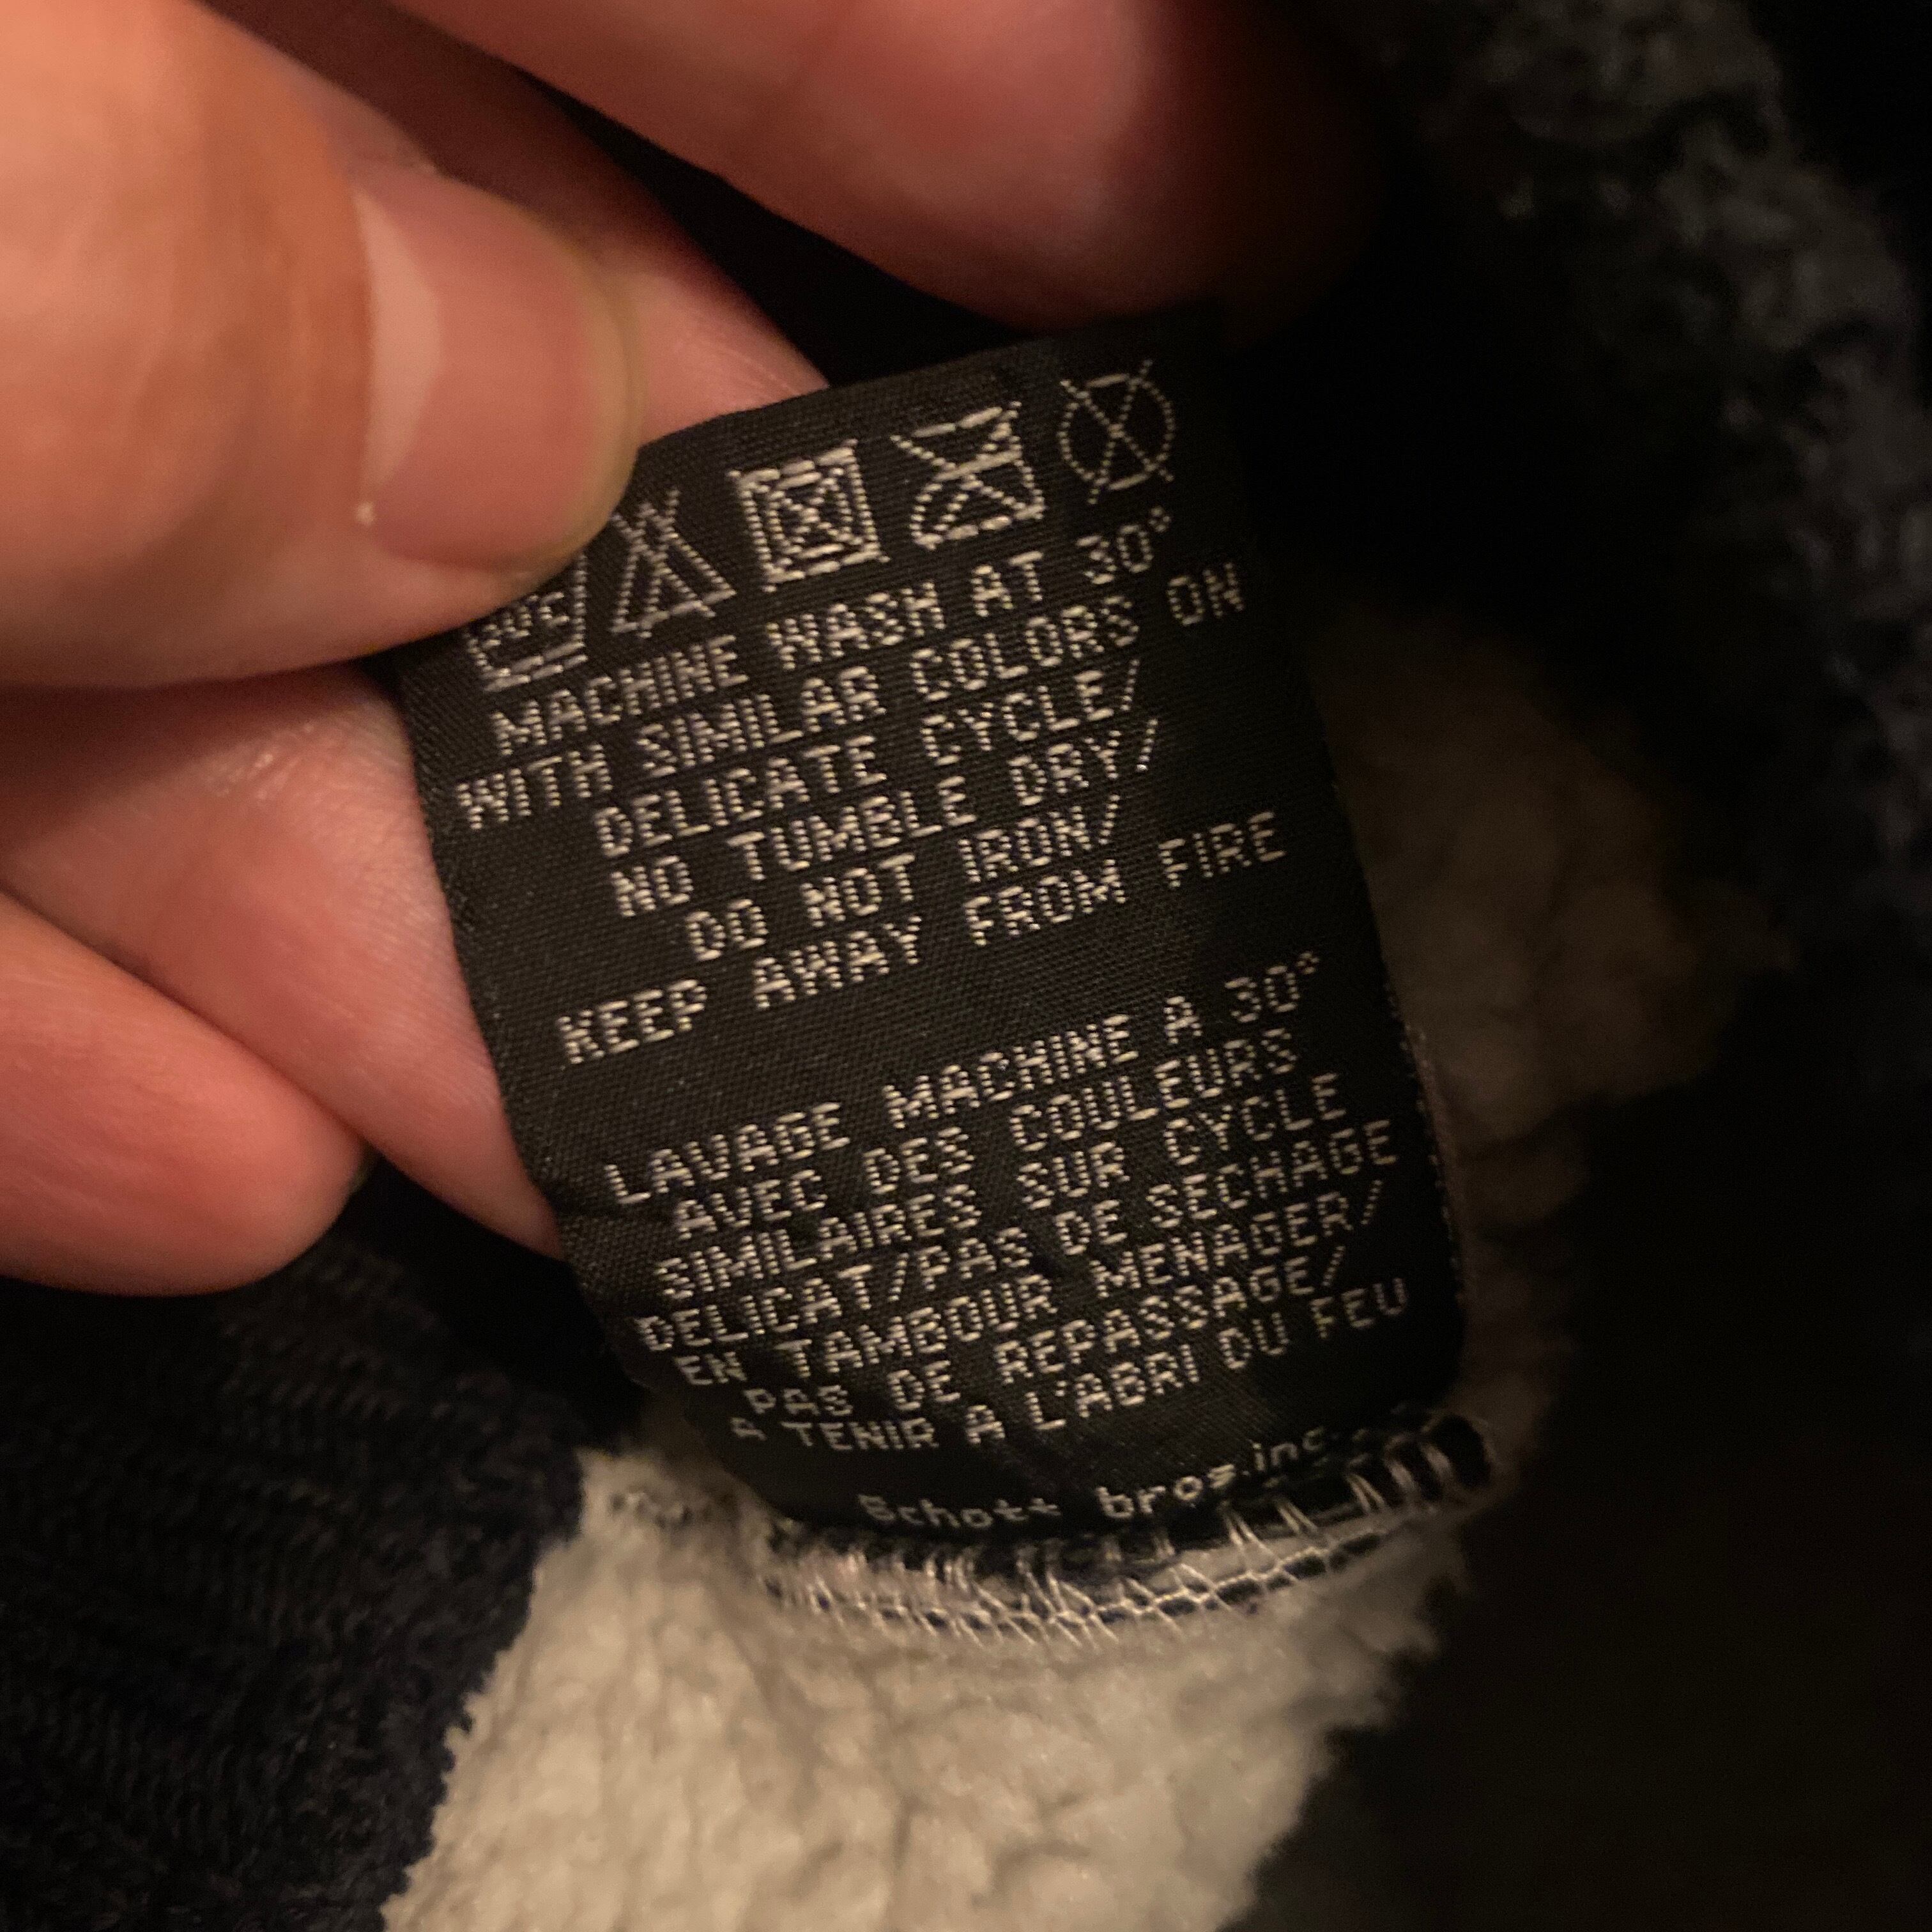 MACHINE WASH AT 30°
WITH SIMILAR COLORS ON
DELICATE CYCLE/
NO TUMBLE DRY/
DO NOT IRON/
KEEP AWAY FROM FIRE
LAVAGE MACHINE A 30°
AVEC DES COULEURS
SIMILAIRES SUR CYCLE
DELICAT/PAS DE SECHAGE
EN TAMBOUR MENAGER/
PAS DE REPASSAGE/
A TENIR A L'ABRI DU FEU
Schott bros.inc